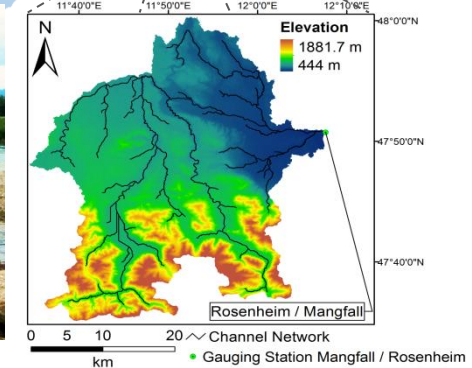 11°40'0"E 11°50'0"E 12°0'0"E 12°10'0"E
N
Elevation
1881.7 m
444 m
48°0'0"N
47°50'0"N
47°40'0"N
Rosenheim / Mangfall
0 5 10 20
km
Channel Network
Gauging Station Mangfall / Rosenheim